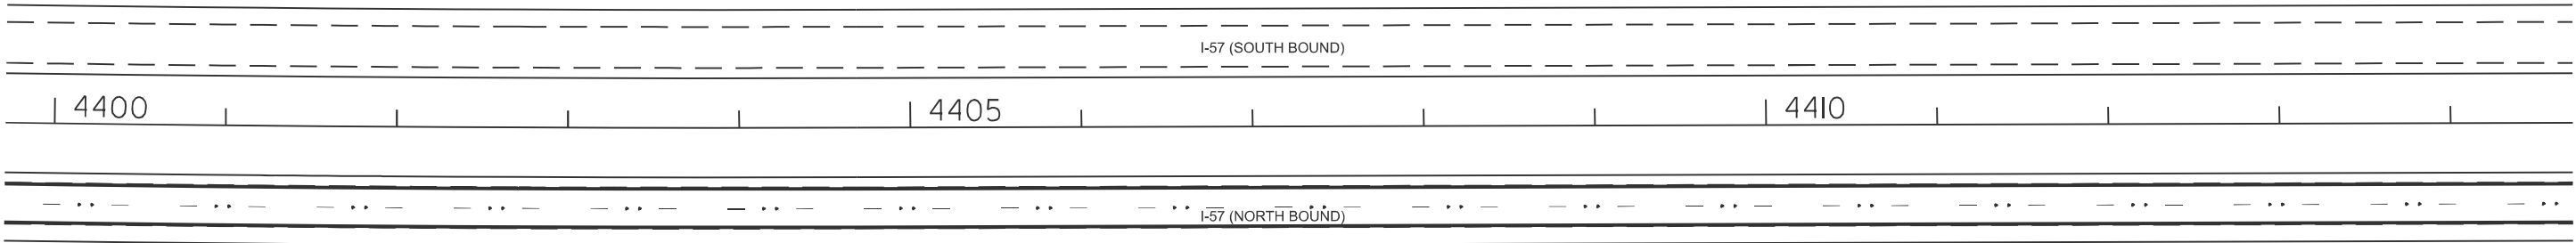 I-57 (SOUTH BOUND)
4400 4405 4410
I-57 (NORTH BOUND)